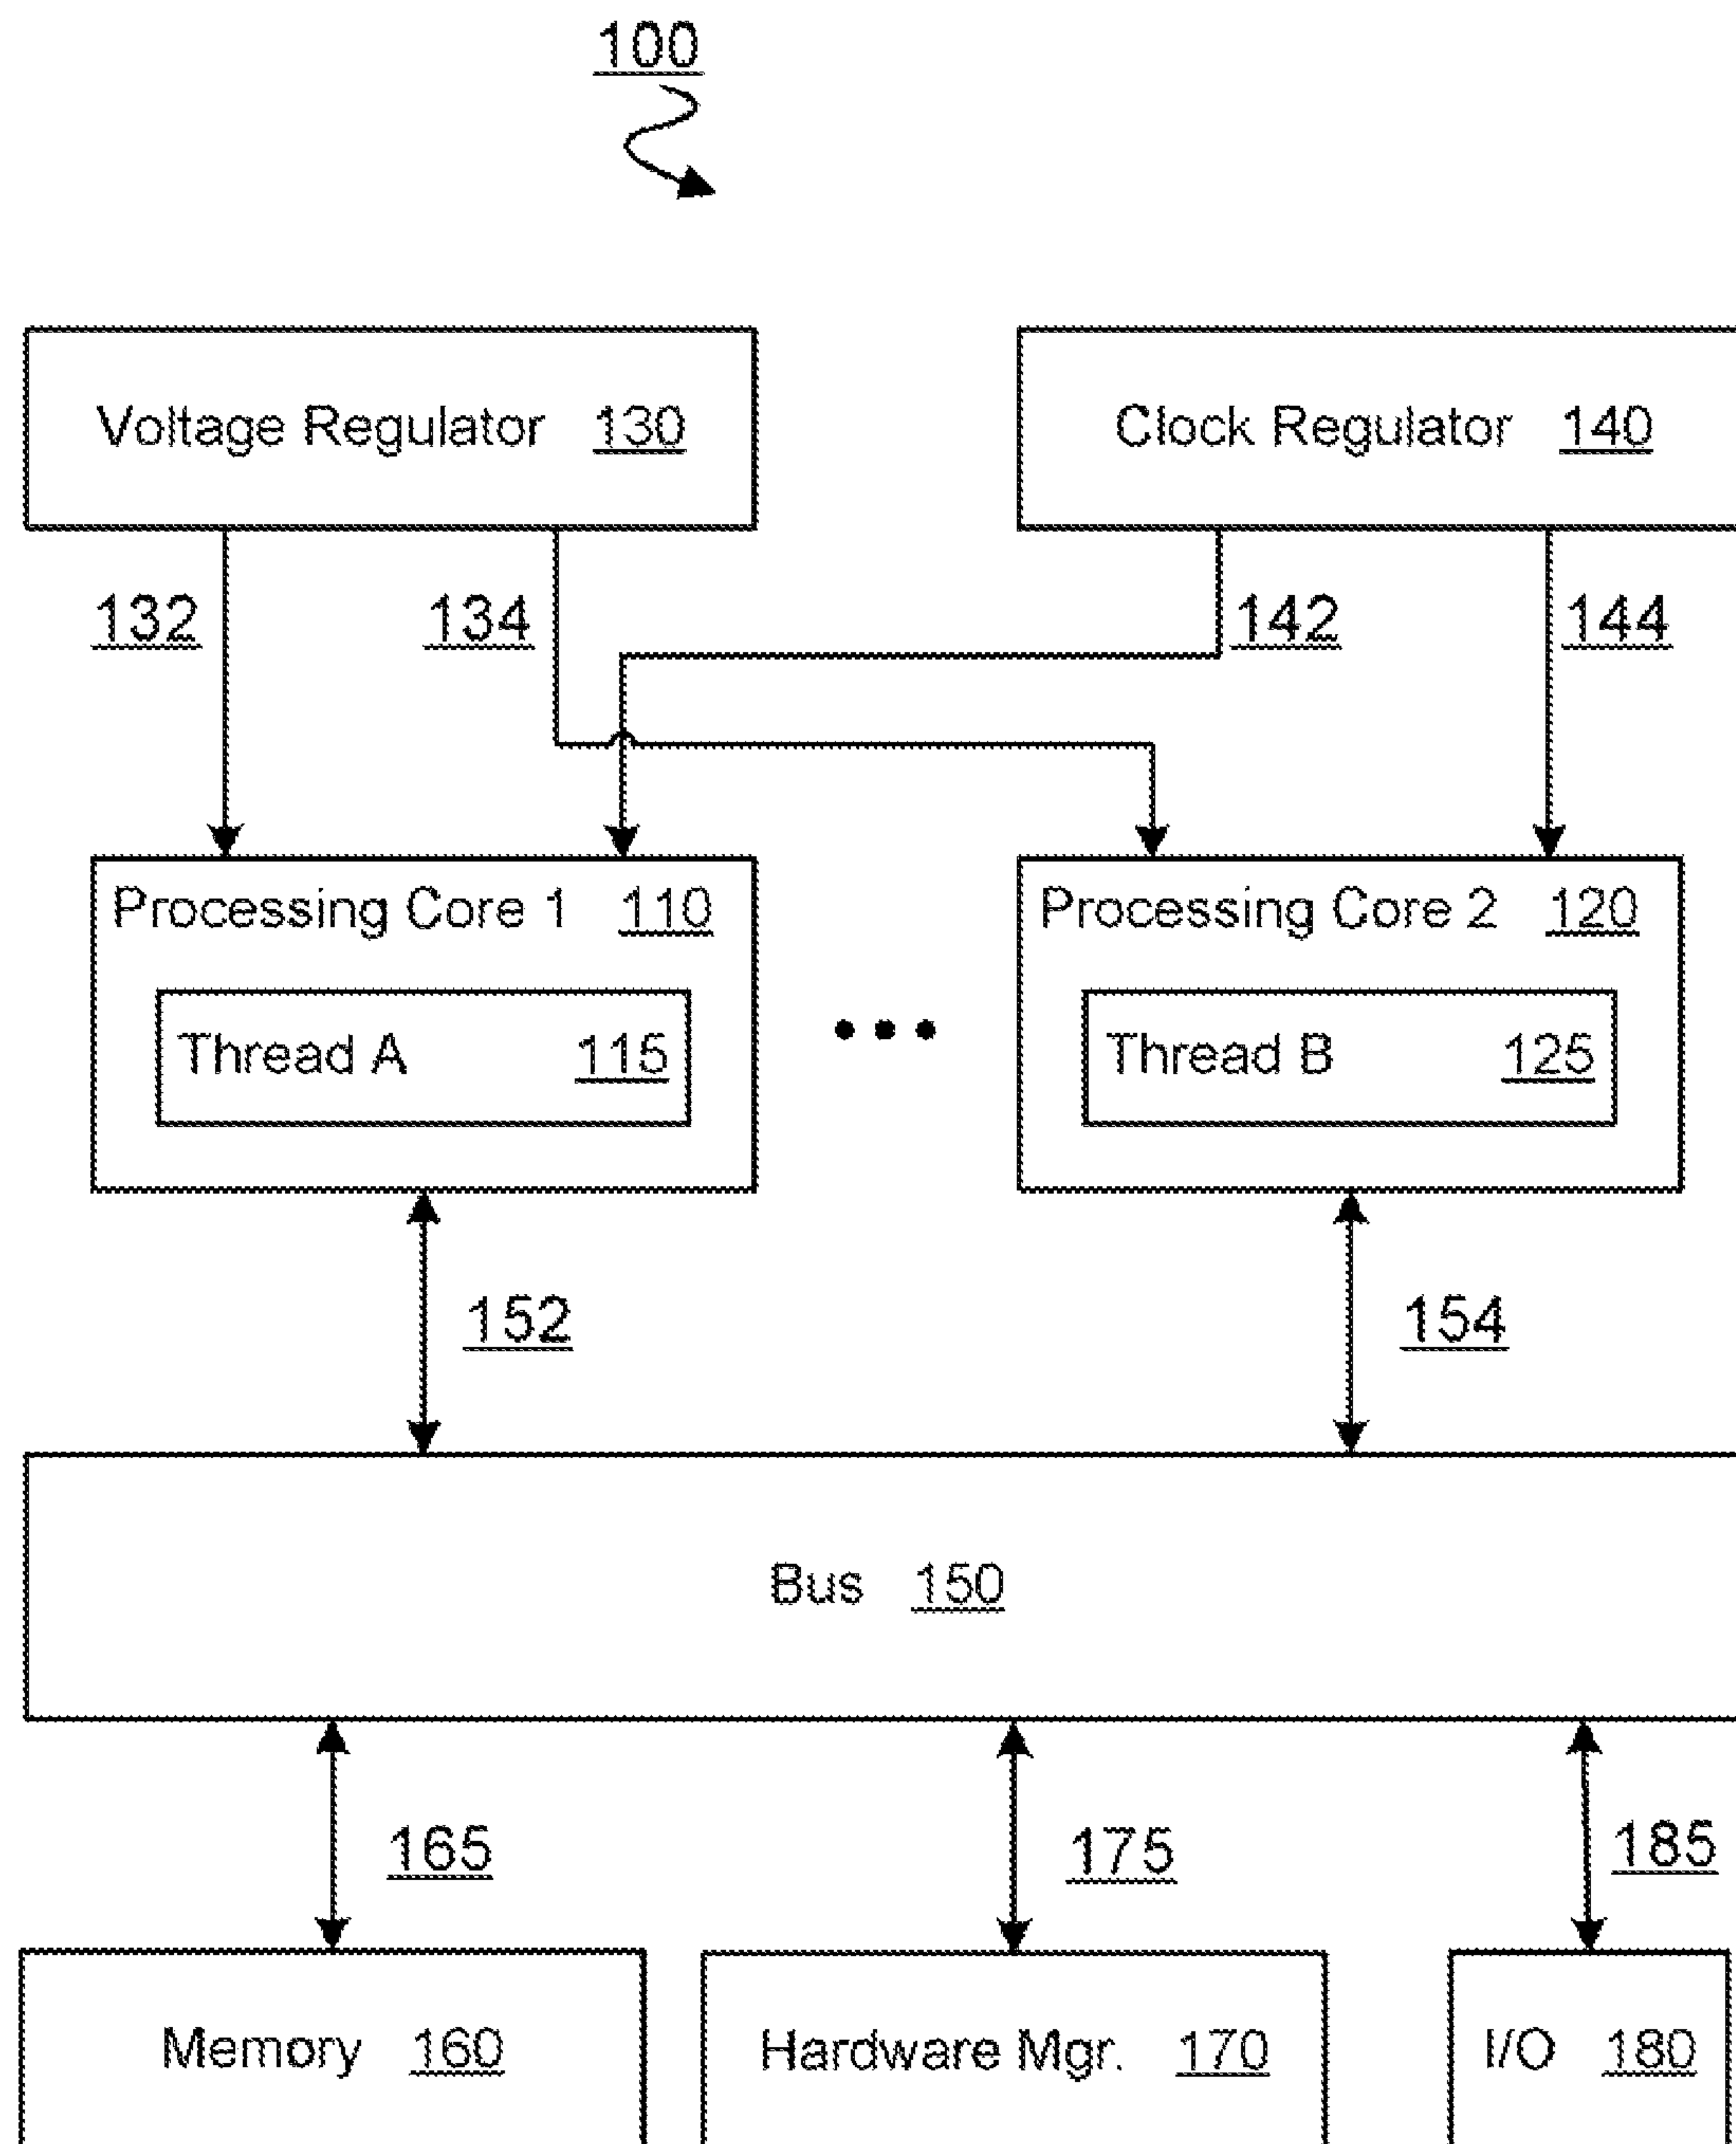 100
Voltage Regulator 130
Clock Regulator 140
132
134
142
144
Processing Core 1 110
Processing Core 2 120
Thread A 115
Thread B 125
152
154
Bus 150
165
175
185
Memory 160
Hardware Mgr. 170
I/O 180